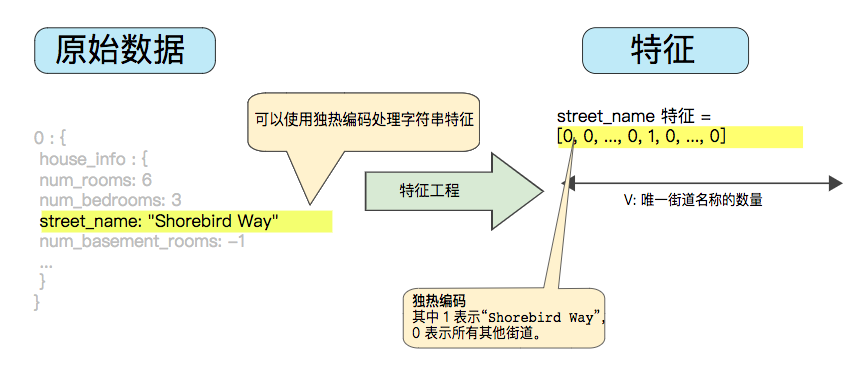 原始数据
特征
可以使用独热编码处理字符串特征
street_name 特征 =
[0, 0, ..., 0, 1, 0, ..., 0]
0 : {
house_info : {
num_rooms: 6
num_bedrooms: 3
street_name: "Shorebird Way"
num_basement_rooms: -1
...
}
}
特征工程
V: 唯一街道名称的数量
独热编码
其中 1 表示“Shorebird Way”,
0 表示所有其他街道。